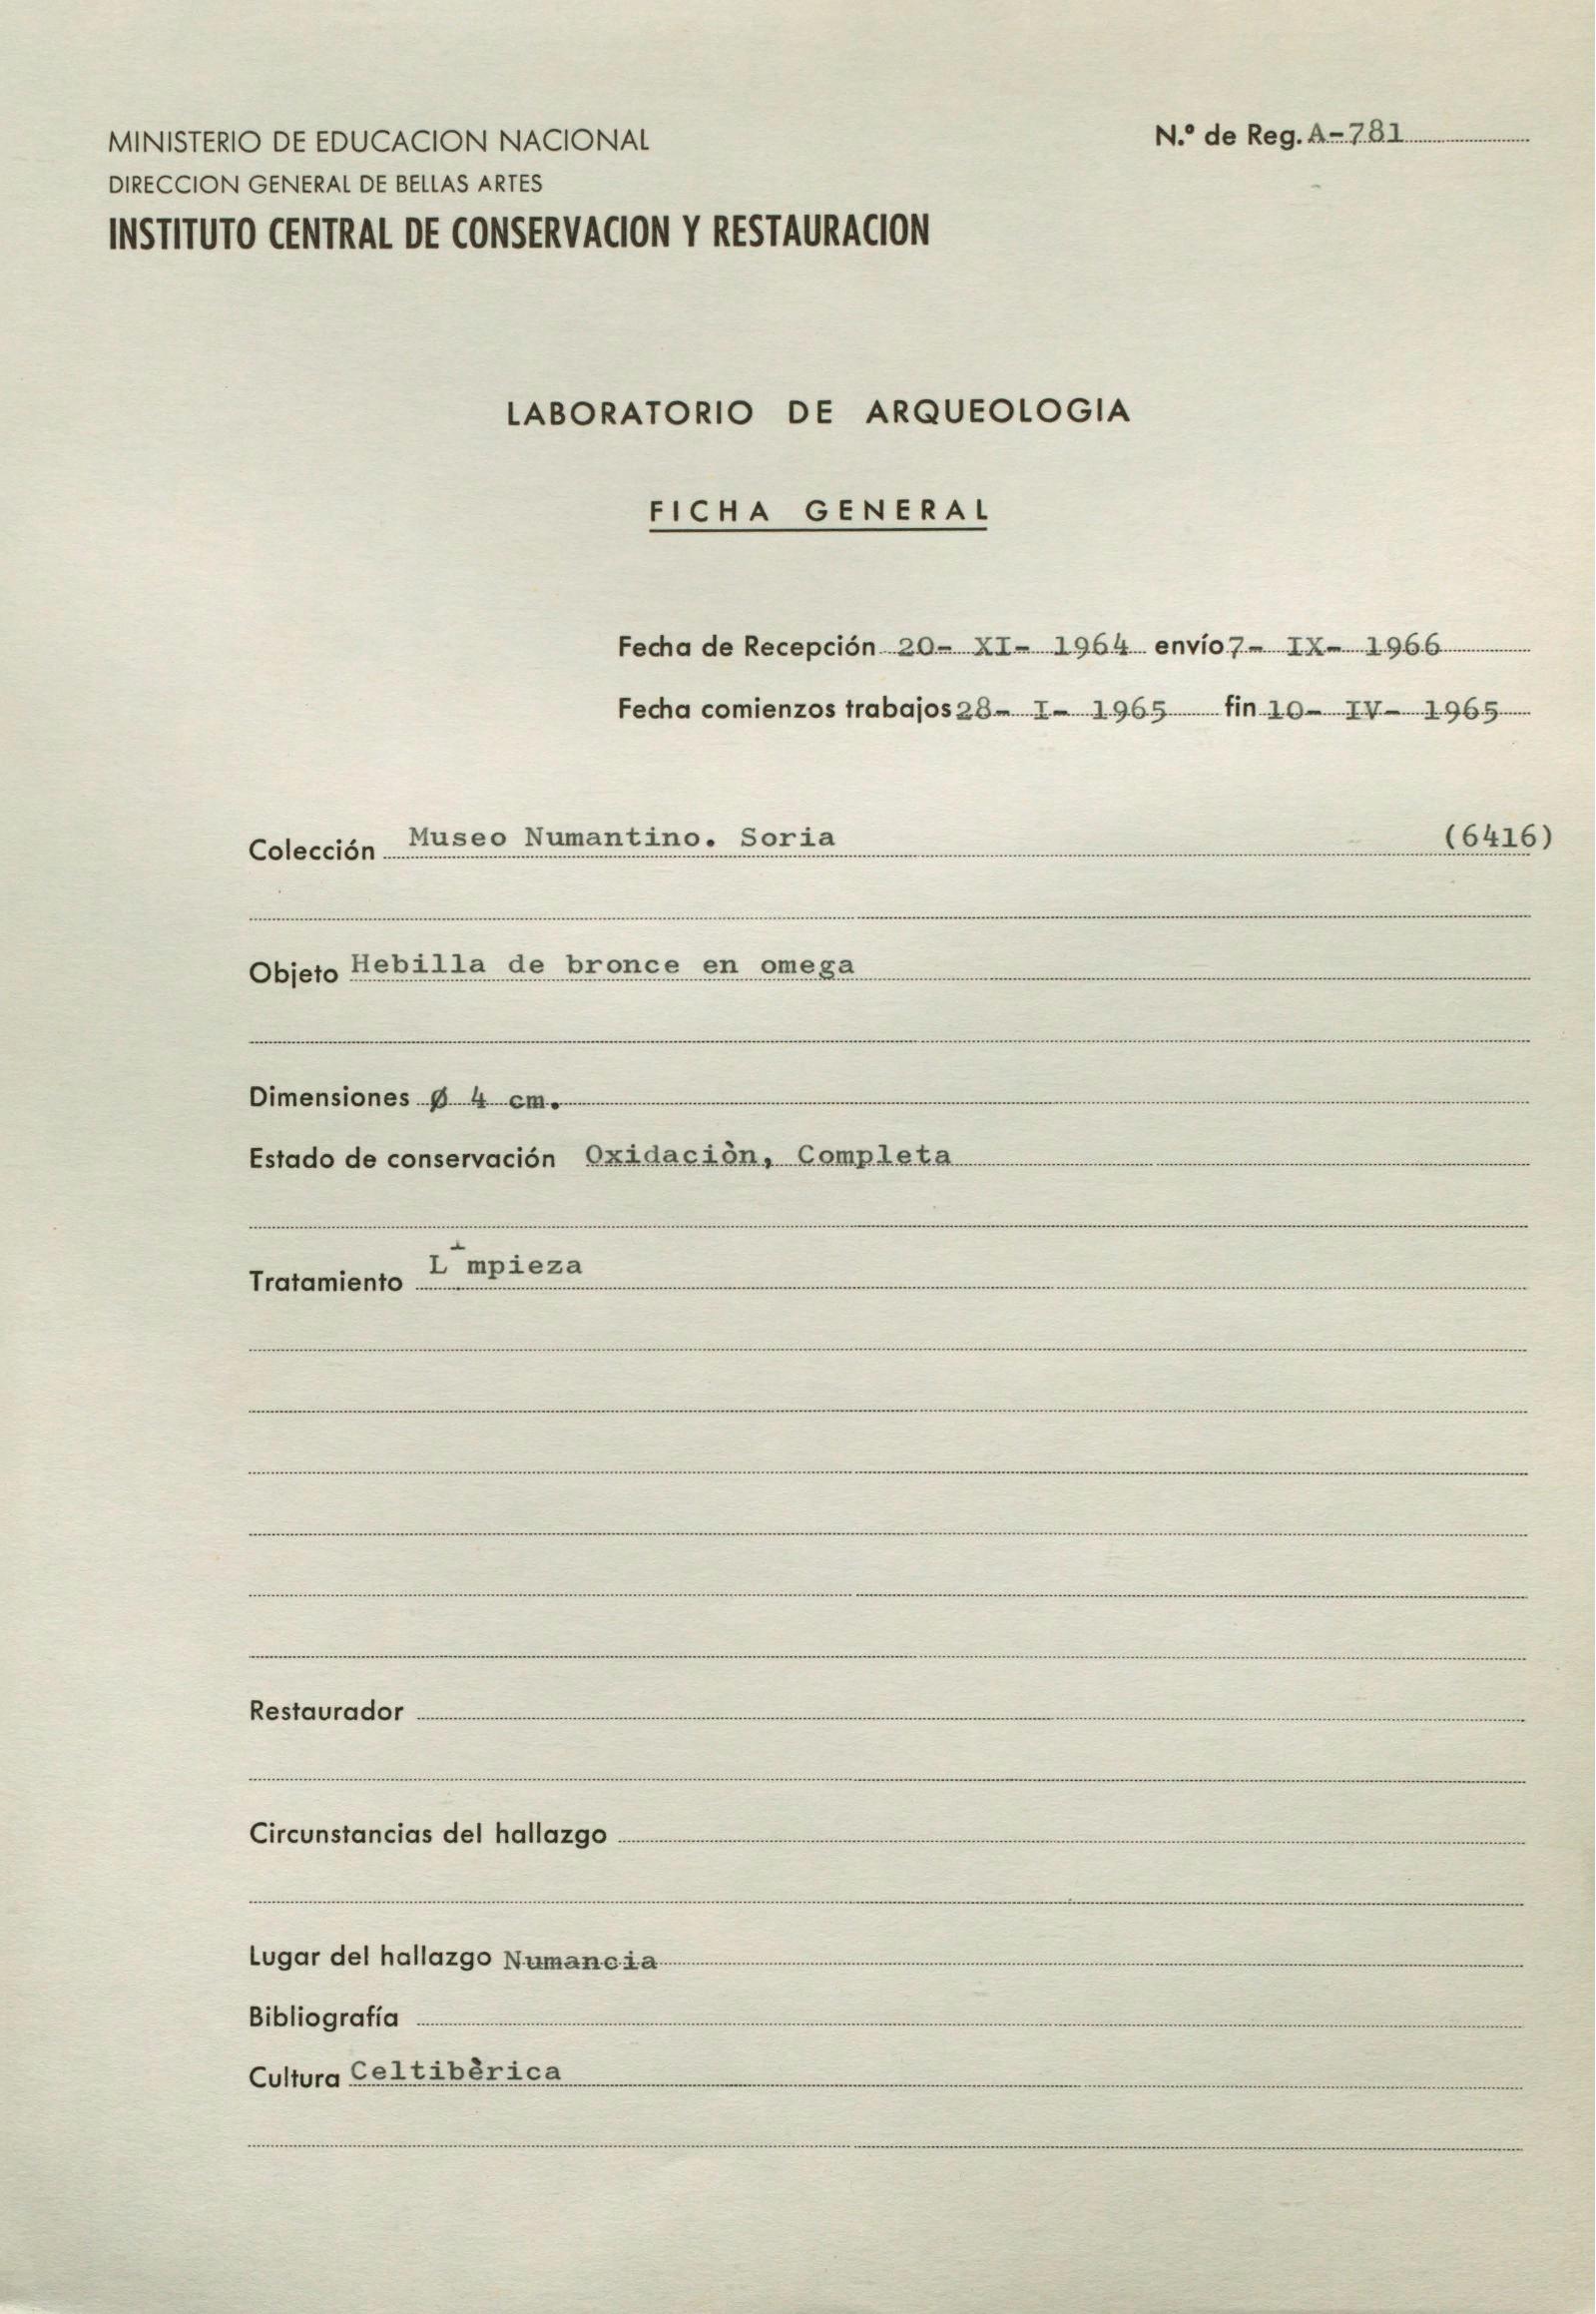 MINISTERIO DE EDUCACION NACIONAL
N.º de Reg. A-781
DIRECCION GENERAL DE BELLAS ARTES
INSTITUTO CENTRAL DE CONSERVACION Y RESTAURACION
LABORATORIO DE ARQUEOLOGIA
FICHA GENERAL
Fecha de Recepción 20- XI- 1964 envío 7- IX- 1966
Fecha comienzos trabajos 28- I- 1965 fin 10- IV- 1965
Colección Museo Numantino. Soria (6416)
Objeto Hebilla de bronce en omega
Dimensiones Ø 4 cm.
Estado de conservación Oxidaciòn, Completa
Tratamiento Limpieza
Restaurador
Circunstancias del hallazgo
Lugar del hallazgo Numancia
Bibliografía
Cultura Celtibèrica